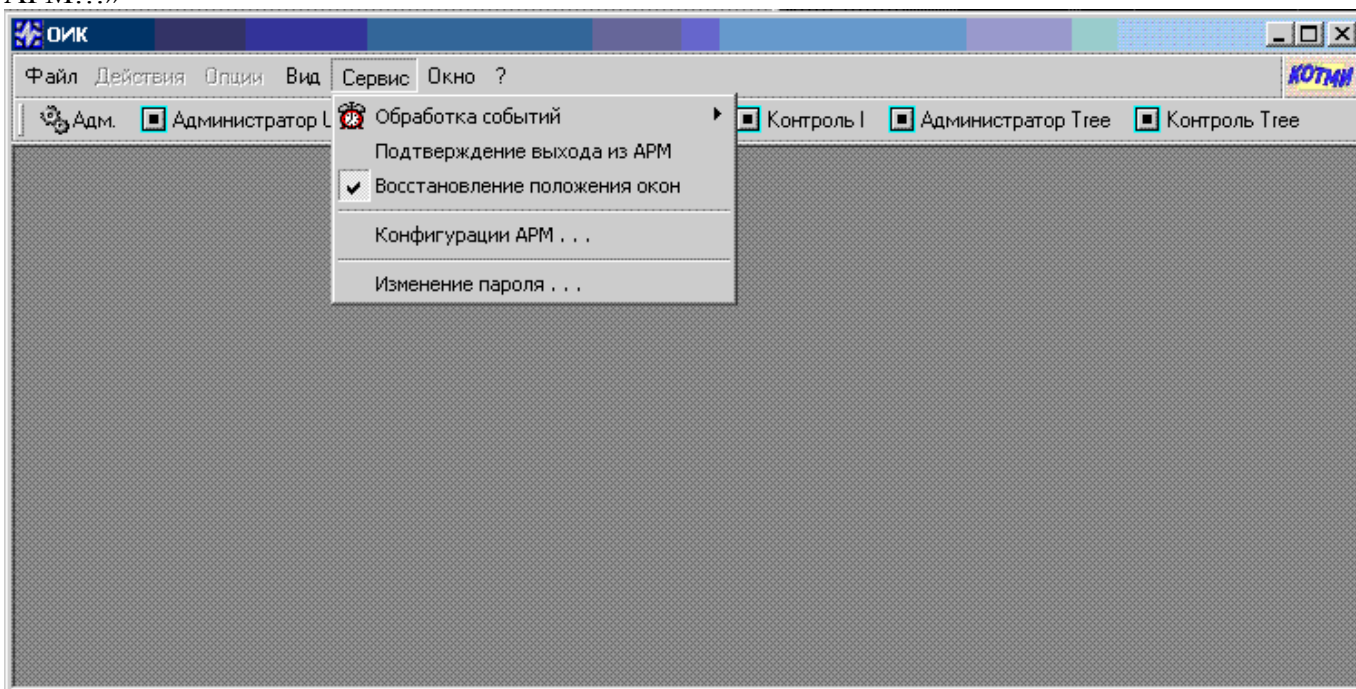 АРМ...»
ОИК
Файл Действия Опции Вид Сервис Окно ?
КОТМИ
Адм. Администратор Контроль I Администратор Tree Контроль Tree
Обработка событий
Подтверждение выхода из АРМ
Восстановление положения окон
Конфигурации АРМ . . .
Изменение пароля . . .